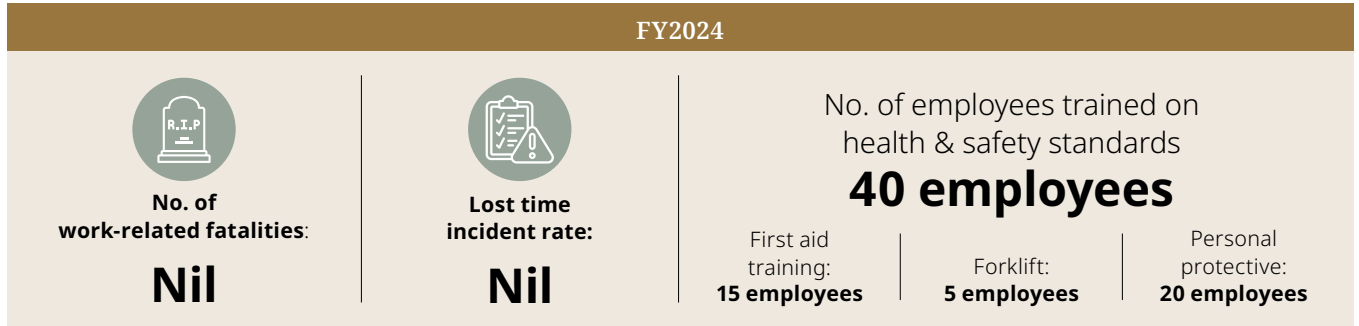 FY2024
R.I.P
No. of
work-related fatalities:
Nil
Lost time
incident rate:
Nil
No. of employees trained on
health & safety standards
40 employees
First aid
training:
15 employees
Forklift:
5 employees
Personal
protective:
20 employees